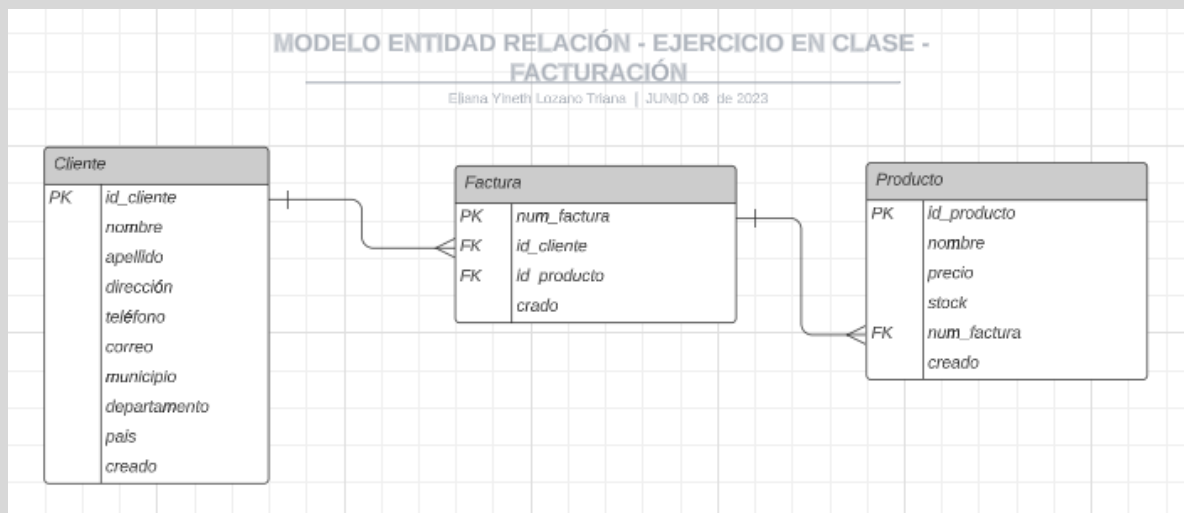 MODELO ENTIDAD RELACIÓN - EJERCICIO EN CLASE -
FACTURACIÓN
Eliana Yineth Lozano Triana | JUNIO 06 de 2023
Cliente
PK id_cliente
nombre
apellido
dirección
teléfono
correo
municipio
departamento
pais
creado
Factura
PK num_factura
FK id_cliente
FK id_producto
crado
Producto
PK id_producto
nombre
precio
stock
FK num_factura
creado